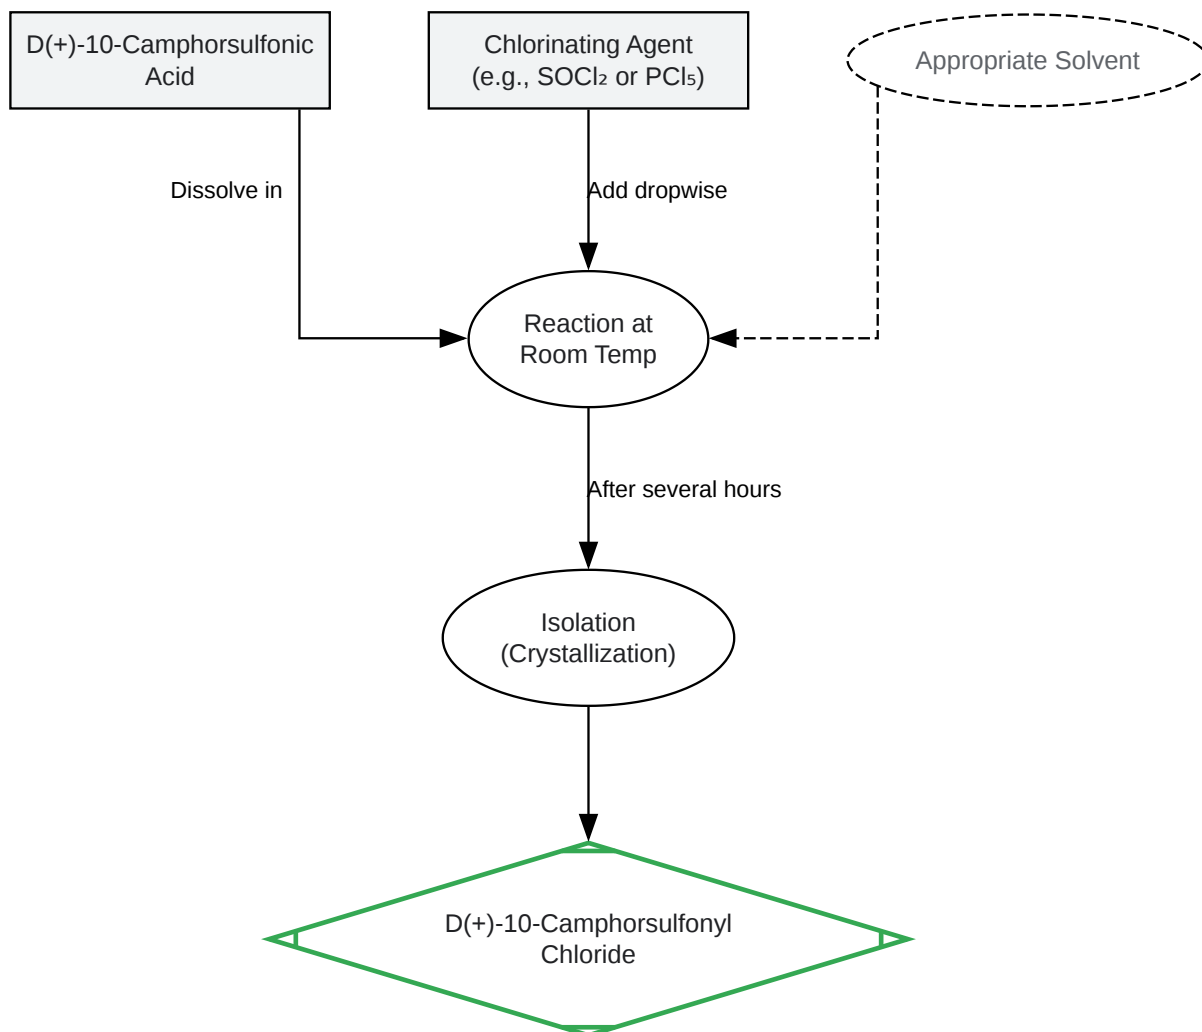 D(+)-10-Camphorsulfonic
Acid
Chlorinating Agent
(e.g., SOCl₂ or PCl₅)
Appropriate Solvent
Dissolve in
Add dropwise
Reaction at
Room Temp
After several hours
Isolation
(Crystallization)
D(+)-10-Camphorsulfonyl
Chloride